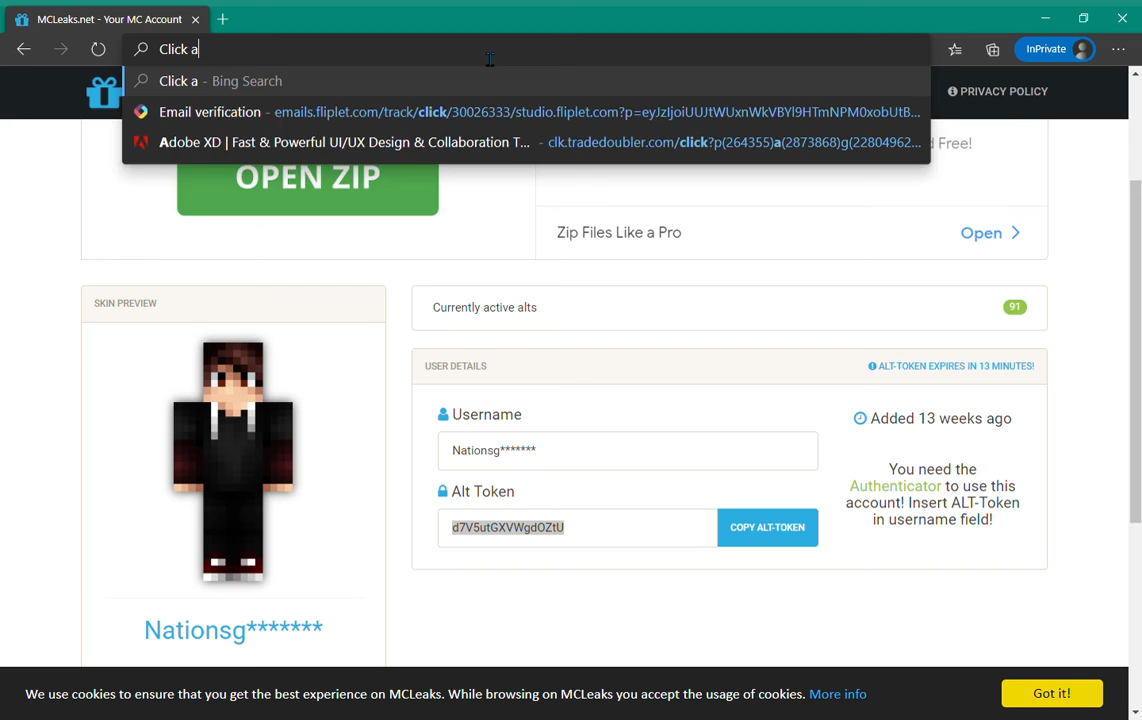 MCLeaks.net - Your MC Account
Click a
InPrivate
Click a - Bing Search
Email verification - emails.fliplet.com/track/click/30026333/studio.fliplet.com?p=eyJzIjoiUUJtWUxnWkVBYl9HTmNPM0xobUtB...
Adobe XD | Fast & Powerful UI/UX Design & Collaboration T... - clk.tradedoubler.com/click?p(264355)a(2873868)g(22804962...
PRIVACY POLICY
d Free!
OPEN ZIP
Zip Files Like a Pro
Open
SKIN PREVIEW
Currently active alts
91
USER DETAILS
ALT-TOKEN EXPIRES IN 13 MINUTES!
Username
Nationsg*******
Added 13 weeks ago
Alt Token
d7V5utGXVWgdOZtU
COPY ALT-TOKEN
You need the
Authenticator to use this
account! Insert ALT-Token
in username field!
Nationsg*******
We use cookies to ensure that you get the best experience on MCLeaks. While browsing on MCLeaks you accept the usage of cookies. More info
Got it!